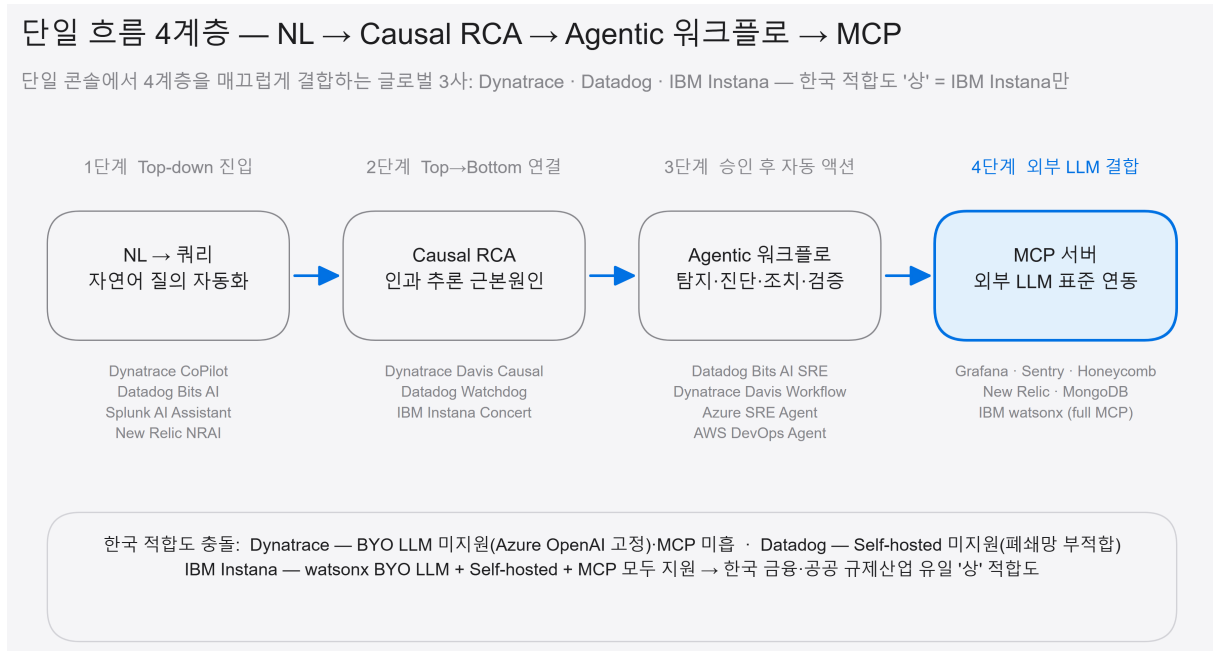 단일 흐름 4계층 — NL → Causal RCA → Agentic 워크플로 → MCP
단일 콘솔에서 4계층을 매끄럽게 결합하는 글로벌 3사: Dynatrace · Datadog · IBM Instana — 한국 적합도 '상' = IBM Instana만
1단계 Top-down 진입
NL → 쿼리
자연어 질의 자동화
Dynatrace CoPilot
Datadog Bits AI
Splunk AI Assistant
New Relic NRAI
2단계 Top→Bottom 연결
Causal RCA
인과 추론 근본원인
Dynatrace Davis Causal
Datadog Watchdog
IBM Instana Concert
3단계 승인 후 자동 액션
Agentic 워크플로
탐지·진단·조치·검증
Datadog Bits AI SRE
Dynatrace Davis Workflow
Azure SRE Agent
AWS DevOps Agent
4단계 외부 LLM 결합
MCP 서버
외부 LLM 표준 연동
Grafana · Sentry · Honeycomb
New Relic · MongoDB
IBM watsonx (full MCP)
한국 적합도 충돌: Dynatrace — BYO LLM 미지원(Azure OpenAI 고정)·MCP 미흡 · Datadog — Self-hosted 미지원(폐쇄망 부적합)
IBM Instana — watsonx BYO LLM + Self-hosted + MCP 모두 지원 → 한국 금융·공공 규제산업 유일 '상' 적합도